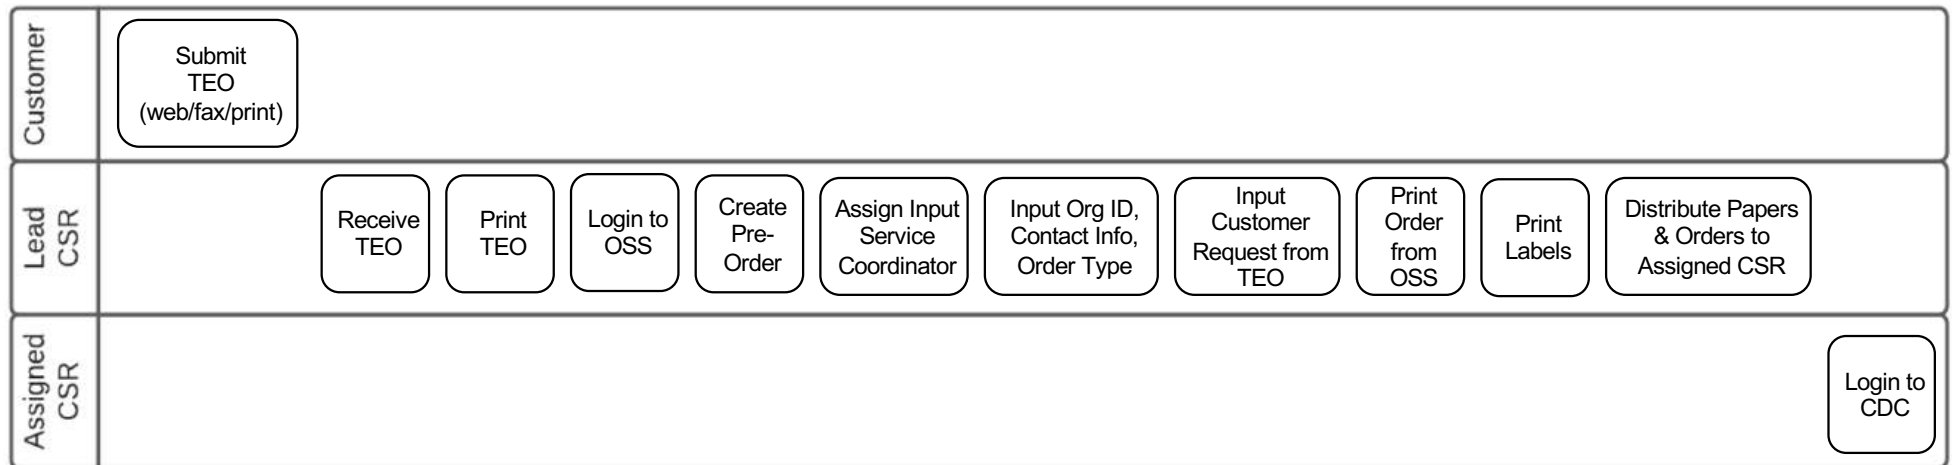 Customer
Submit
TEO
(web/fax/print)
Lead
CSR
Receive
TEO
Print
TEO
Login to
OSS
Create
Pre-
Order
Assign Input
Service
Coordinator
Input Org ID,
Contact Info,
Order Type
Input
Customer
Request from
TEO
Print
Order
from
OSS
Print
Labels
Distribute Papers
& Orders to
Assigned CSR
Assigned
CSR
Login to
CDC